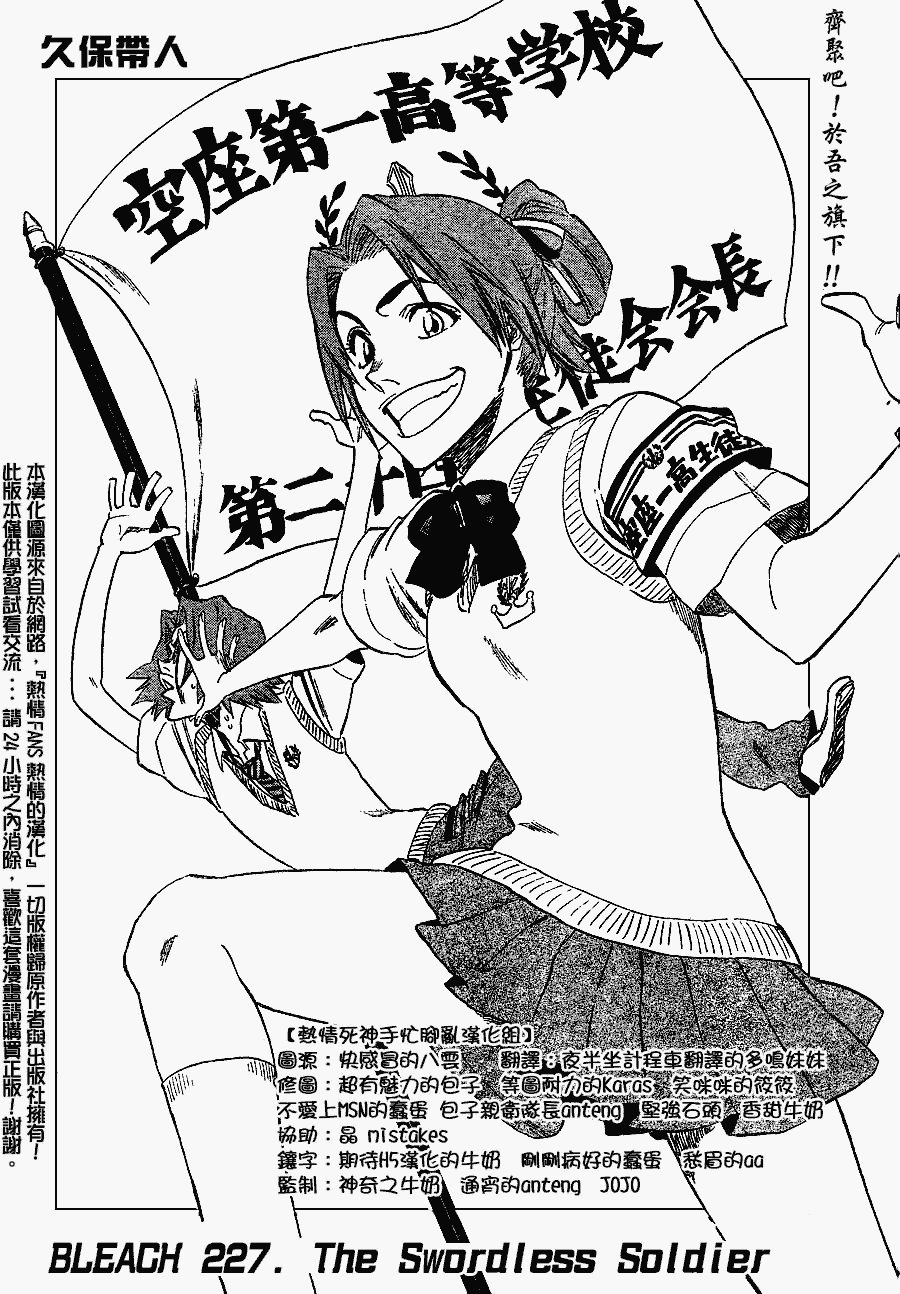 久保帶人
齊聚吧！於吾之旗下!!
空座第一高等学校
徒会会長
第二十
空座一高生徒
本漢化圖源來自於網路，『熱情FANS熱情的漢化』一切版權歸原作者與出版社擁有！
此版本僅供學習試看交流...請24小時之內消除，喜歡這套漫畫請購買正版！謝謝。
【熱情死神手忙腳亂漢化組】
圖源：快感冒的八雲　翻譯：夜半坐計程車翻譯的多鳴妹妹
修圖：超有魅力的包子　等圖耐力的Karas　笑咪咪的筱筱
不愛上MSN的蠢蛋 包子親衛隊長anteng　堅強石頭　香甜牛奶
協助：晶 mistakes
鑲字：期待H5漢化的牛奶　剛剛病好的蠢蛋　愁眉的aa
監制：神奇之牛奶　通宵的anteng　JOJO
BLEACH 227. The Swordless Soldier